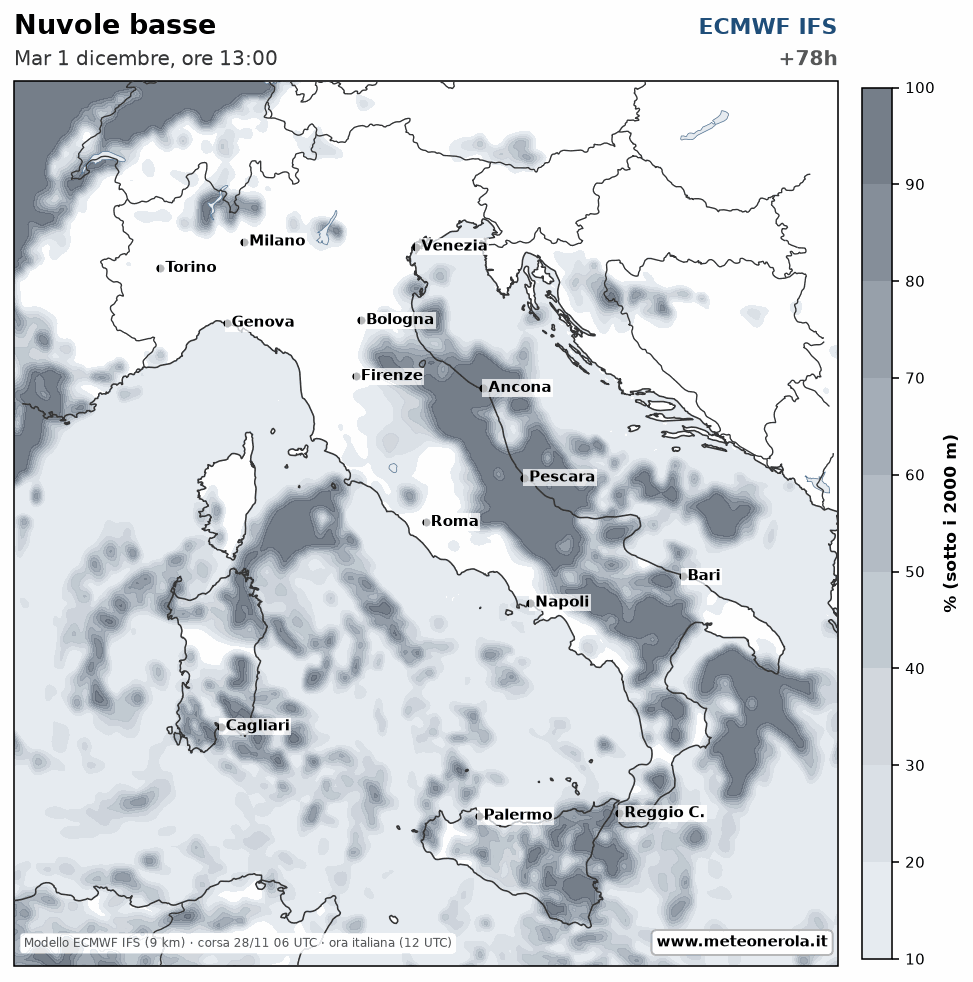 Nuvole basse
ECMWF IFS
Mar 1 dicembre, ore 13:00
+78h
100
90
80
70
60
50
40
30
20
10
% (sotto i 2000 m)
Milano
Venezia
Torino
Genova
Bologna
Firenze
Ancona
Pescara
Roma
Bari
Napoli
Cagliari
Palermo
Reggio C.
Modello ECMWF IFS (9 km) · corsa 28/11 06 UTC · ora italiana (12 UTC)
www.meteonerola.it